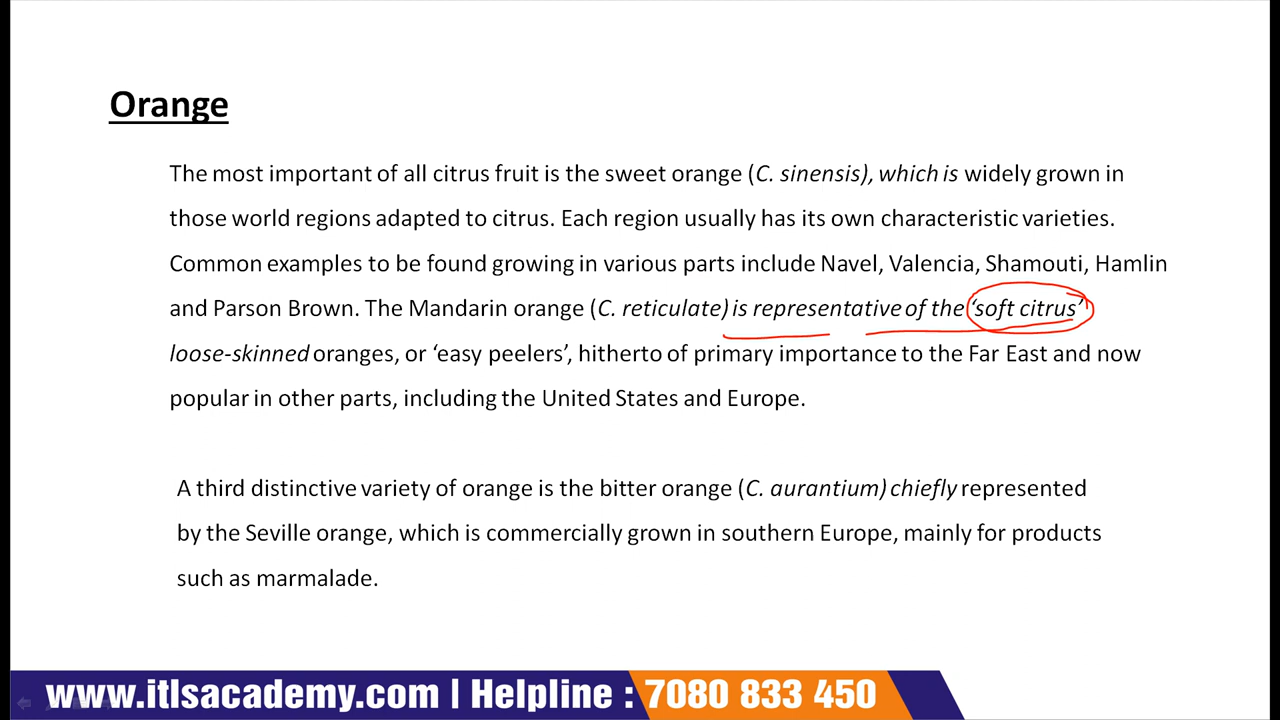 Orange
The most important of all citrus fruit is the sweet orange (C. sinensis), which is widely grown in
those world regions adapted to citrus. Each region usually has its own characteristic varieties.
Common examples to be found growing in various parts include Navel, Valencia, Shamouti, Hamlin
and Parson Brown. The Mandarin orange (C. reticulate) is representative of the ‘soft citrus’
loose-skinned oranges, or ‘easy peelers’, hitherto of primary importance to the Far East and now
popular in other parts, including the United States and Europe.
A third distinctive variety of orange is the bitter orange (C. aurantium) chiefly represented
by the Seville orange, which is commercially grown in southern Europe, mainly for products
such as marmalade.
www.itlsacademy.com | Helpline : 7080 833 450